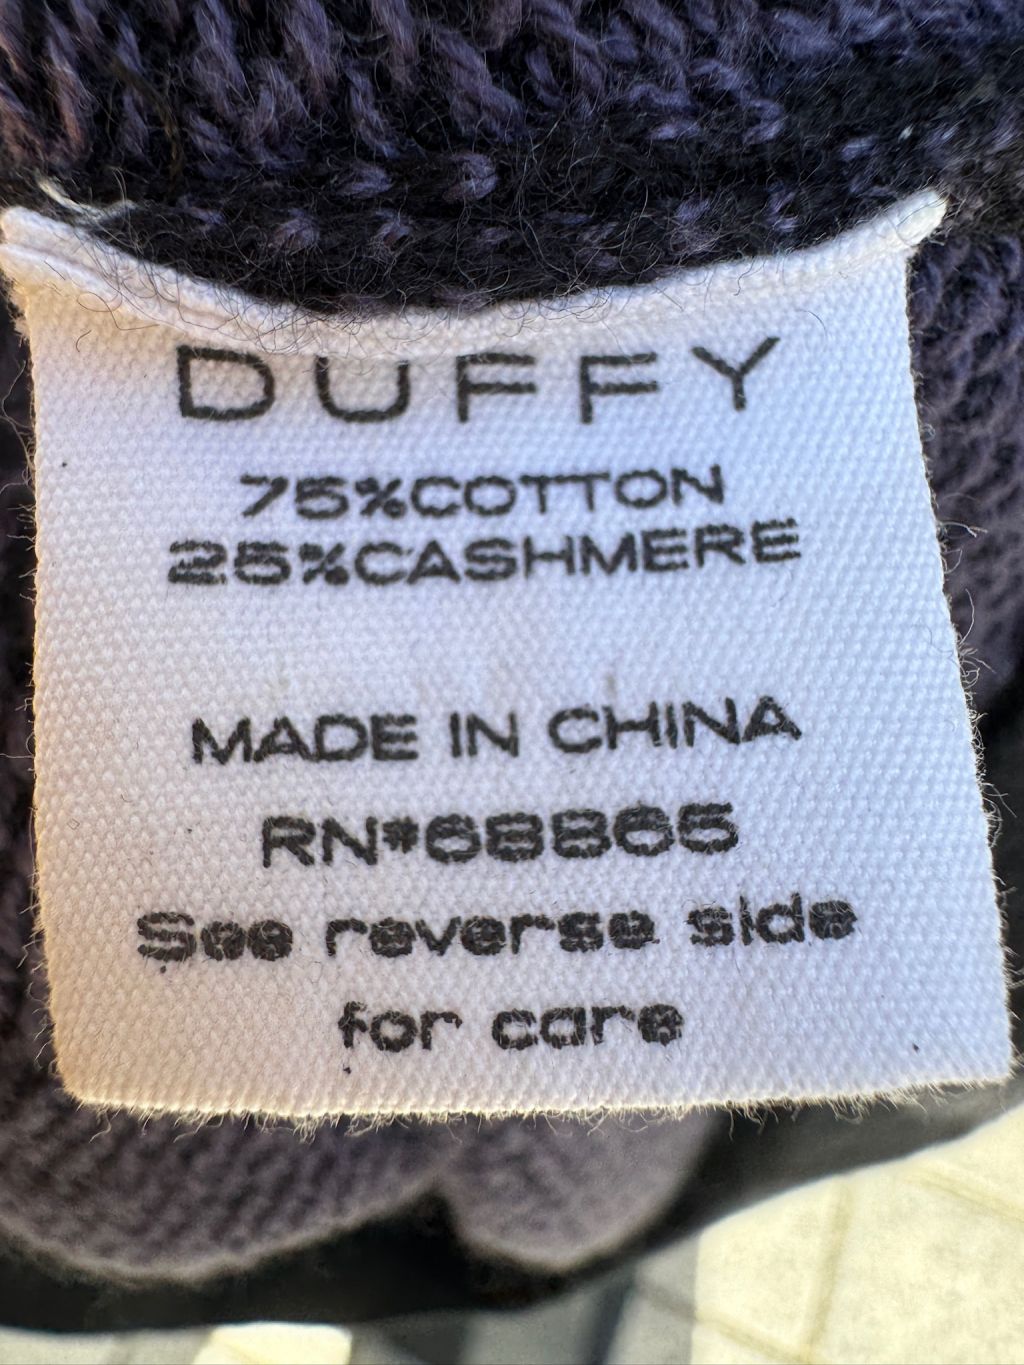 DUFFY
75%COTTON
25%CASHMERE
MADE IN CHINA
RN#68865
See reverse side
for care